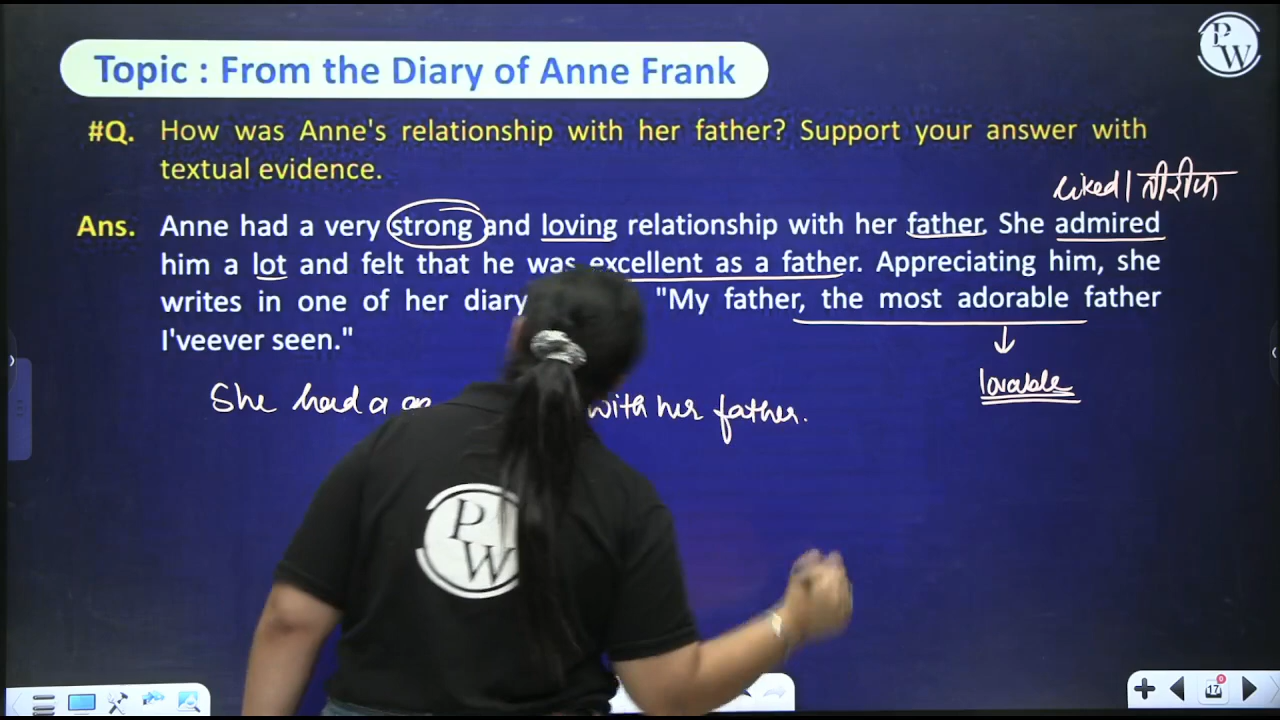 Topic : From the Diary of Anne Frank
P
W
#Q. How was Anne's relationship with her father? Support your answer with
textual evidence.
liked |
Ans. Anne had a very strong and loving relationship with her father. She admired
him a lot and felt that he was excellent as a father. Appreciating him, she
writes in one of her diary "My father, the most adorable father
I'veever seen."
lovable
She had a with her father.
P
W
17